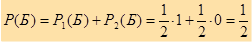 P(Б) = P₁(Б) + P₂(Б) = 1/2 · 1 + 1/2 · 0 = 1/2